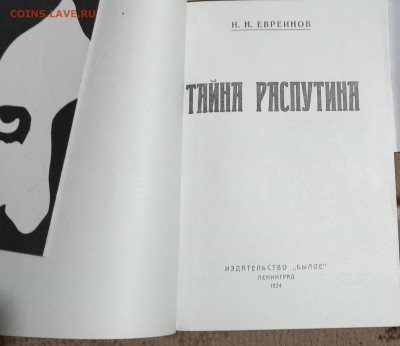 COINS.LAVE.RU
Н. Н. ЕВРЕИНОВ
ТАЙНА РАСПУТИНА
ИЗДАТЕЛЬСТВО „БЫЛОЕ"
ЛЕНИНГРАД
1924